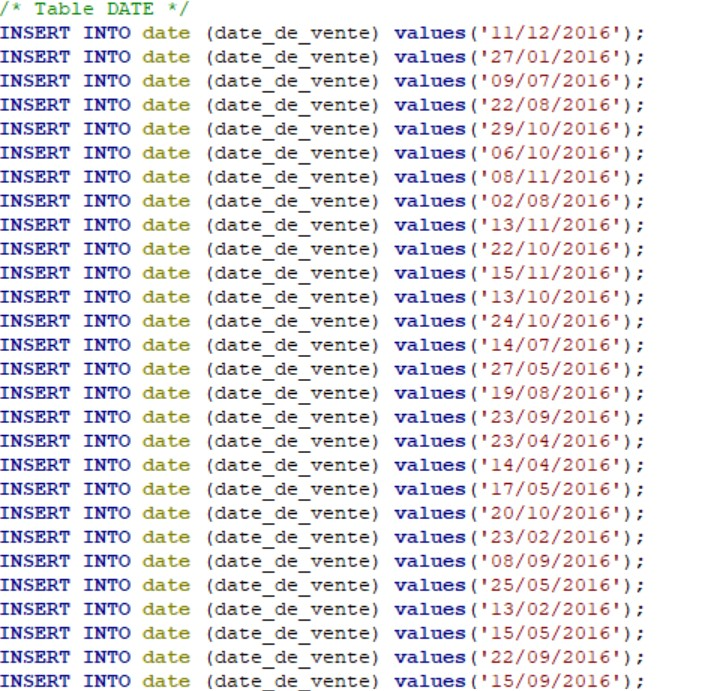 /* Table DATE */
INSERT INTO date (date_de_vente) values('11/12/2016');
INSERT INTO date (date_de_vente) values('27/01/2016');
INSERT INTO date (date_de_vente) values('09/07/2016');
INSERT INTO date (date_de_vente) values('22/08/2016');
INSERT INTO date (date_de_vente) values('29/10/2016');
INSERT INTO date (date_de_vente) values('06/10/2016');
INSERT INTO date (date_de_vente) values('08/11/2016');
INSERT INTO date (date_de_vente) values('02/08/2016');
INSERT INTO date (date_de_vente) values('13/11/2016');
INSERT INTO date (date_de_vente) values('22/10/2016');
INSERT INTO date (date_de_vente) values('15/11/2016');
INSERT INTO date (date_de_vente) values('13/10/2016');
INSERT INTO date (date_de_vente) values('24/10/2016');
INSERT INTO date (date_de_vente) values('14/07/2016');
INSERT INTO date (date_de_vente) values('27/05/2016');
INSERT INTO date (date_de_vente) values('19/08/2016');
INSERT INTO date (date_de_vente) values('23/09/2016');
INSERT INTO date (date_de_vente) values('23/04/2016');
INSERT INTO date (date_de_vente) values('14/04/2016');
INSERT INTO date (date_de_vente) values('17/05/2016');
INSERT INTO date (date_de_vente) values('20/10/2016');
INSERT INTO date (date_de_vente) values('23/02/2016');
INSERT INTO date (date_de_vente) values('08/09/2016');
INSERT INTO date (date_de_vente) values('25/05/2016');
INSERT INTO date (date_de_vente) values('13/02/2016');
INSERT INTO date (date_de_vente) values('15/05/2016');
INSERT INTO date (date_de_vente) values('22/09/2016');
INSERT INTO date (date_de_vente) values('15/09/2016');